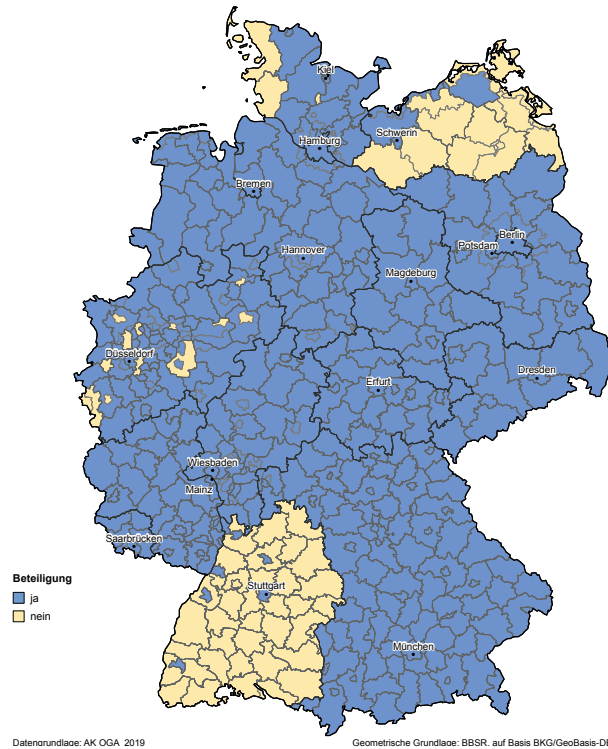 Kiel
Hamburg
Schwerin
Bremen
Berlin
Potsdam
Hannover
Magdeburg
Düsseldorf
Erfurt
Dresden
Wiesbaden
Mainz
Saarbrücken
Stuttgart
München
Beteiligung
ja
nein
Datengrundlage: AK OGA 2019
Geometrische Grundlage: BBSR, auf Basis BKG/GeoBasis-DE